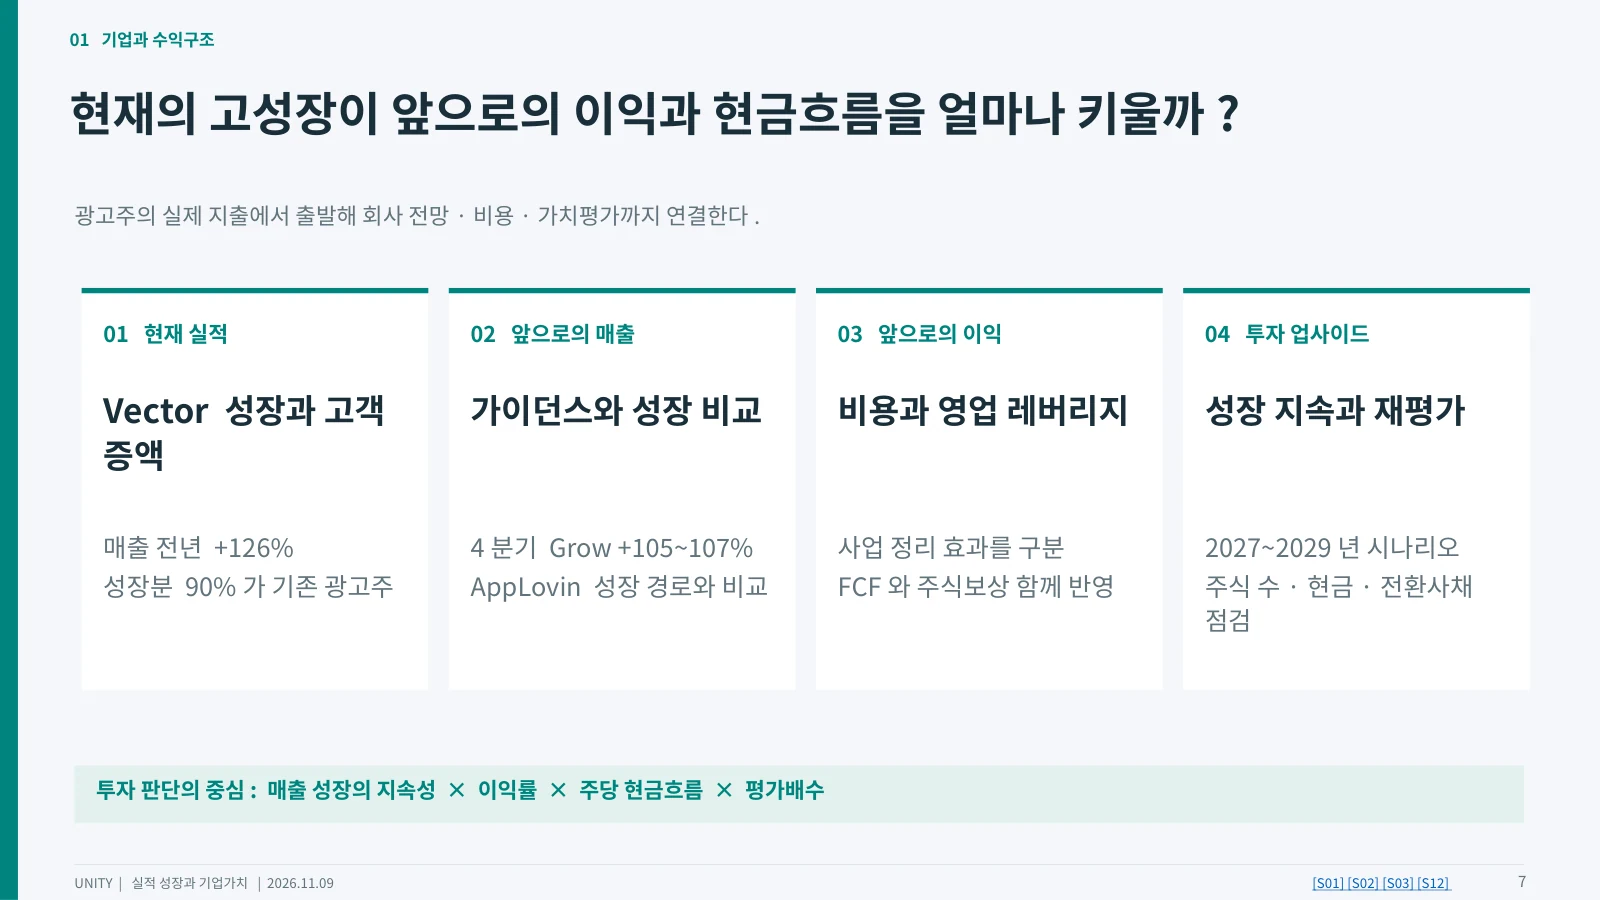 01 기업과 수익구조
현재의 고성장이 앞으로의 이익과 현금흐름을 얼마나 키울까 ?
광고주의 실제 지출에서 출발해 회사 전망 · 비용 · 가치평가까지 연결한다 .
01 현재 실적
Vector 성장과 고객
증액
매출 전년 +126%
성장분 90% 가 기존 광고주
02 앞으로의 매출
가이던스와 성장 비교
4 분기 Grow +105~107%
AppLovin 성장 경로와 비교
03 앞으로의 이익
비용과 영업 레버리지
사업 정리 효과를 구분
FCF 와 주식보상 함께 반영
04 투자 업사이드
성장 지속과 재평가
2027~2029 년 시나리오
주식 수 · 현금 · 전환사채
점검
투자 판단의 중심 : 매출 성장의 지속성 × 이익률 × 주당 현금흐름 × 평가배수
UNITY | 실적 성장과 기업가치 | 2026.11.09
[S01] [S02] [S03] [S12]
7